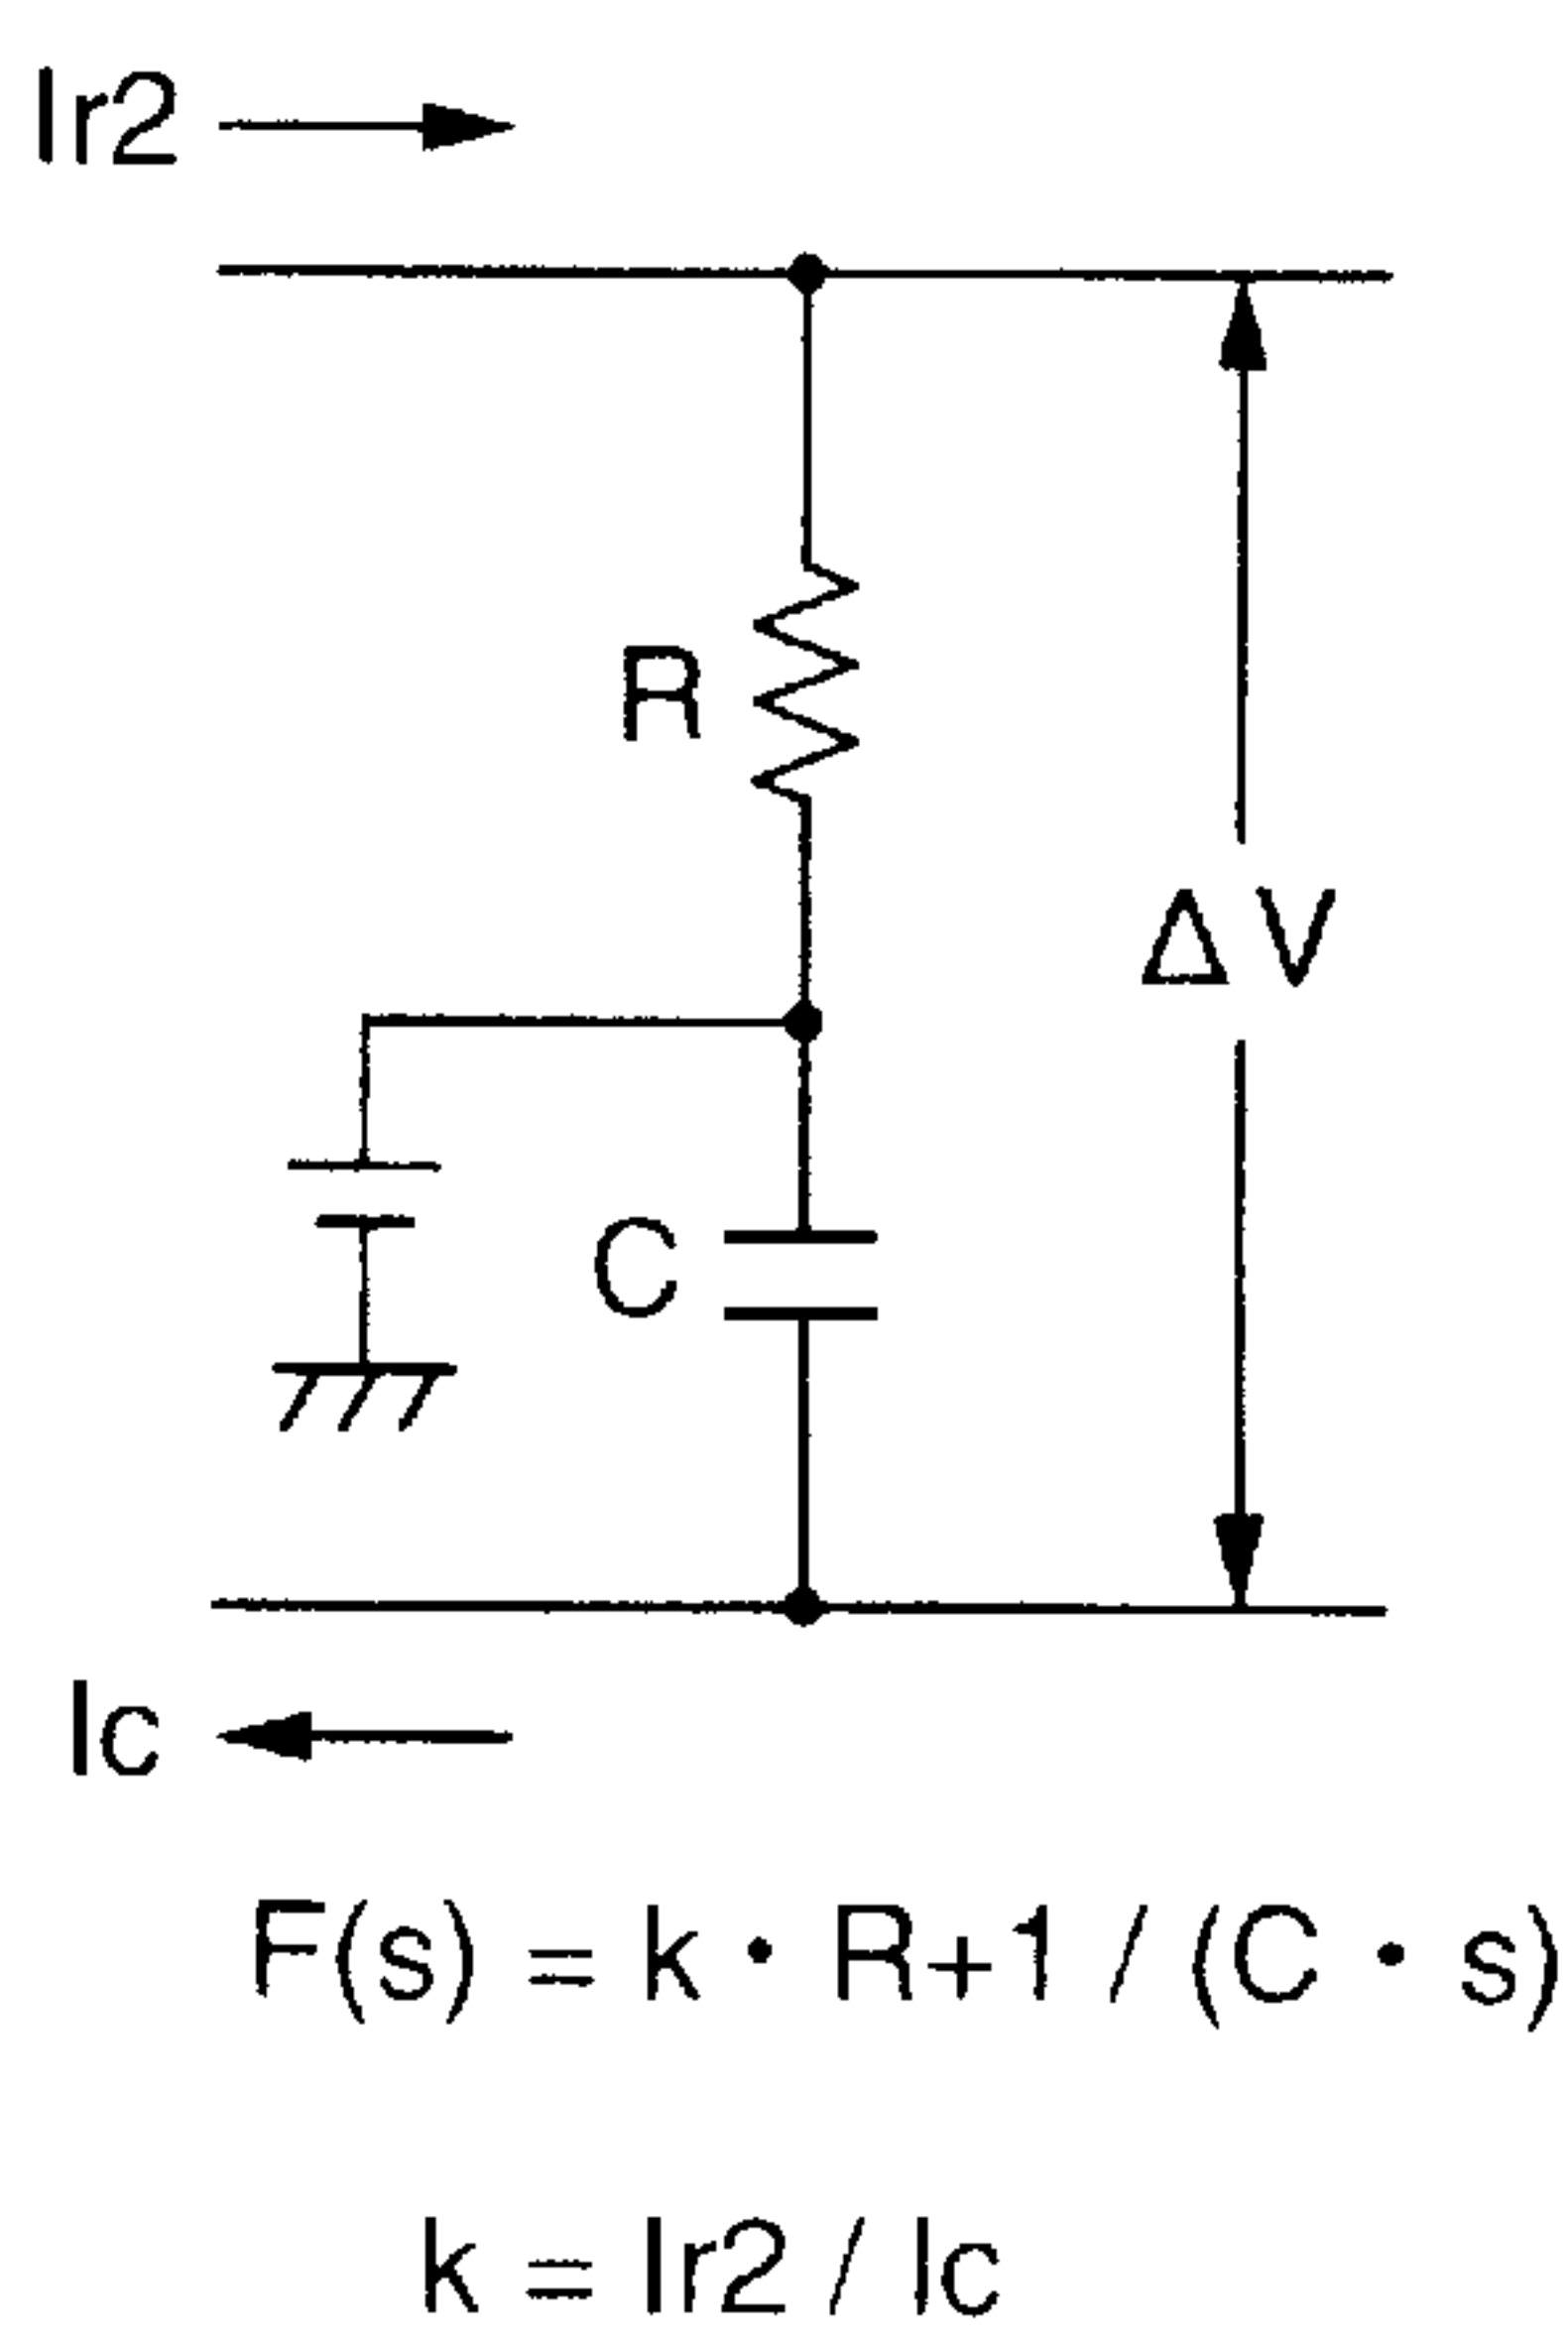 Ir2
R
ΔV
C
Ic
F(s) = k・R+1/(C・s)
k = Ir2/Ic